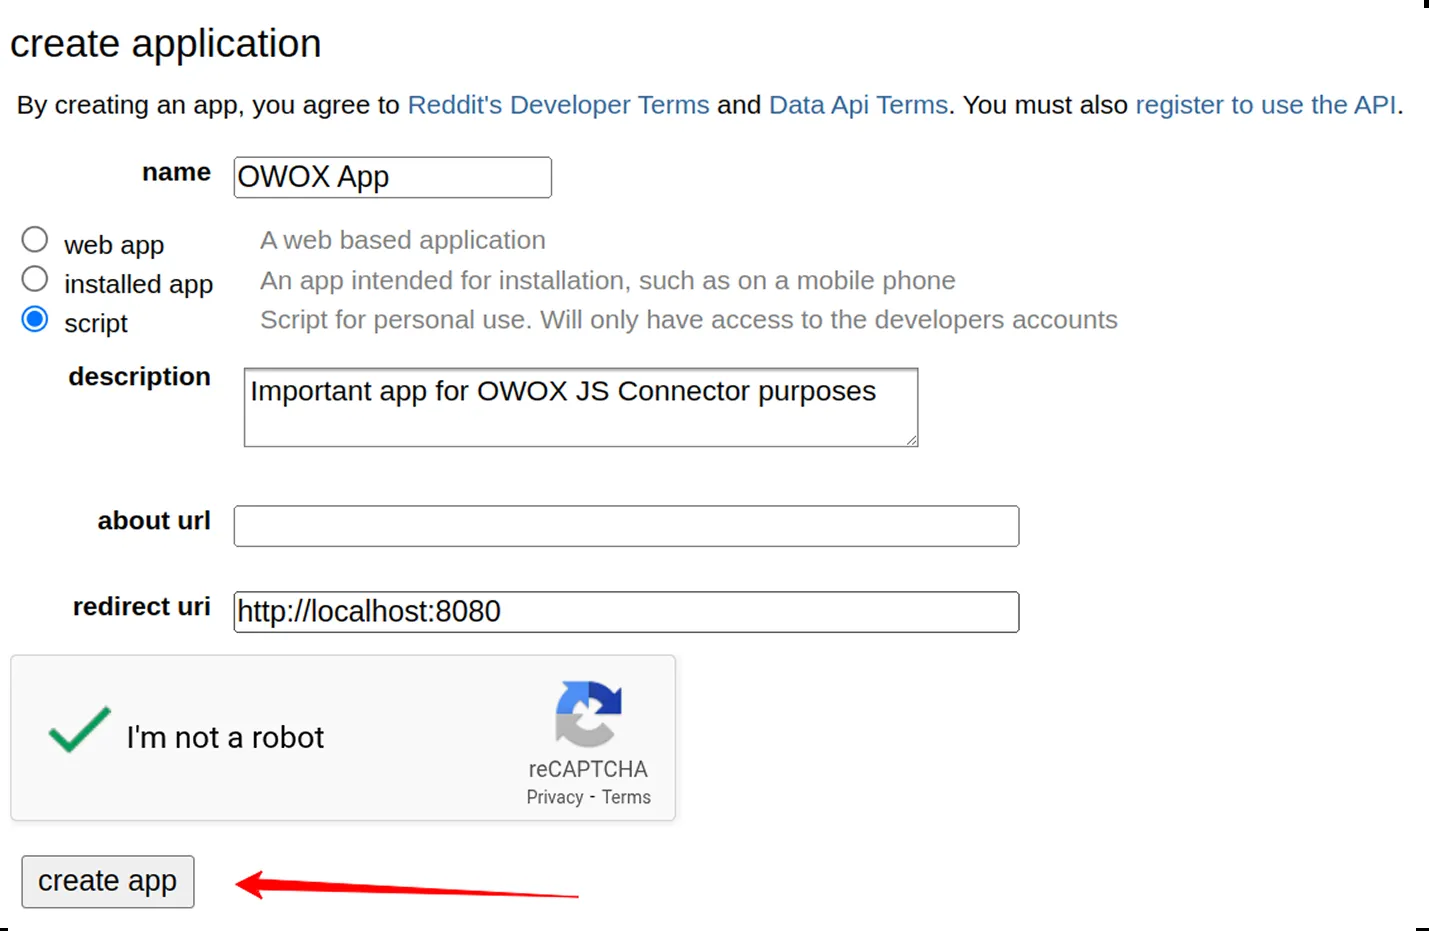 create application
By creating an app, you agree to Reddit's Developer Terms and Data Api Terms. You must also register to use the API.
name OWOX App
web app A web based application
installed app An app intended for installation, such as on a mobile phone
script Script for personal use. Will only have access to the developers accounts
description Important app for OWOX JS Connector purposes
about url
redirect uri http://localhost:8080
I'm not a robot
reCAPTCHA
Privacy - Terms
create app